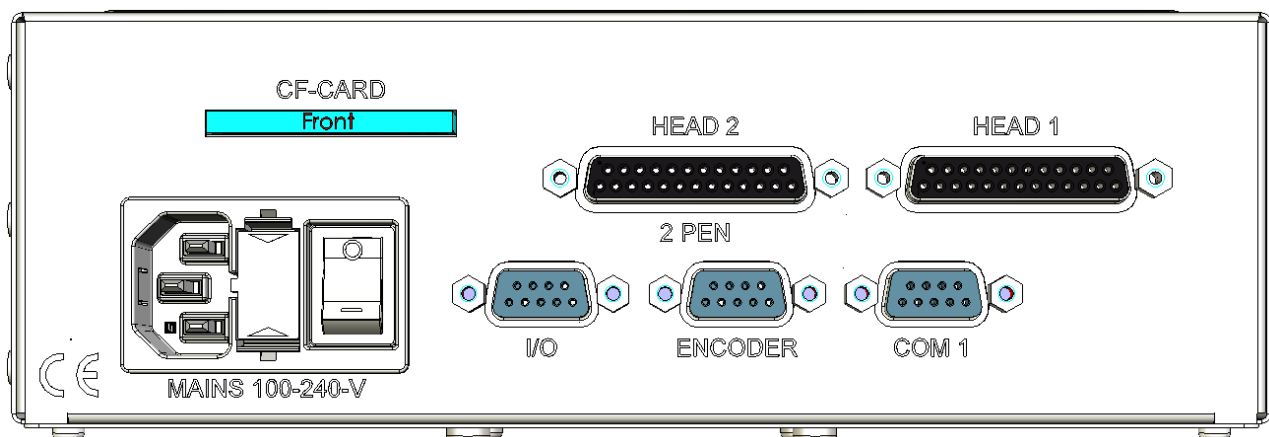 CF-CARD
Front
HEAD 2
HEAD 1
2 PEN
I/O
ENCODER
COM 1
MAINS 100-240-V
CE